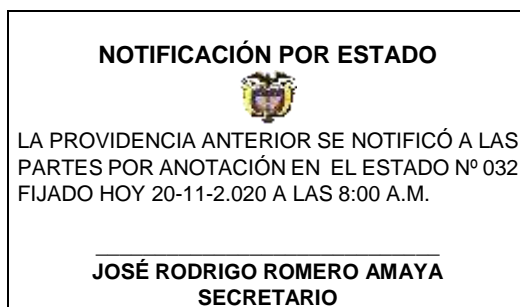 NOTIFICACIÓN POR ESTADO
LA PROVIDENCIA ANTERIOR SE NOTIFICÓ A LAS
PARTES POR ANOTACIÓN EN EL ESTADO Nº 032
FIJADO HOY 20-11-2.020 A LAS 8:00 A.M.
JOSÉ RODRIGO ROMERO AMAYA
SECRETARIO